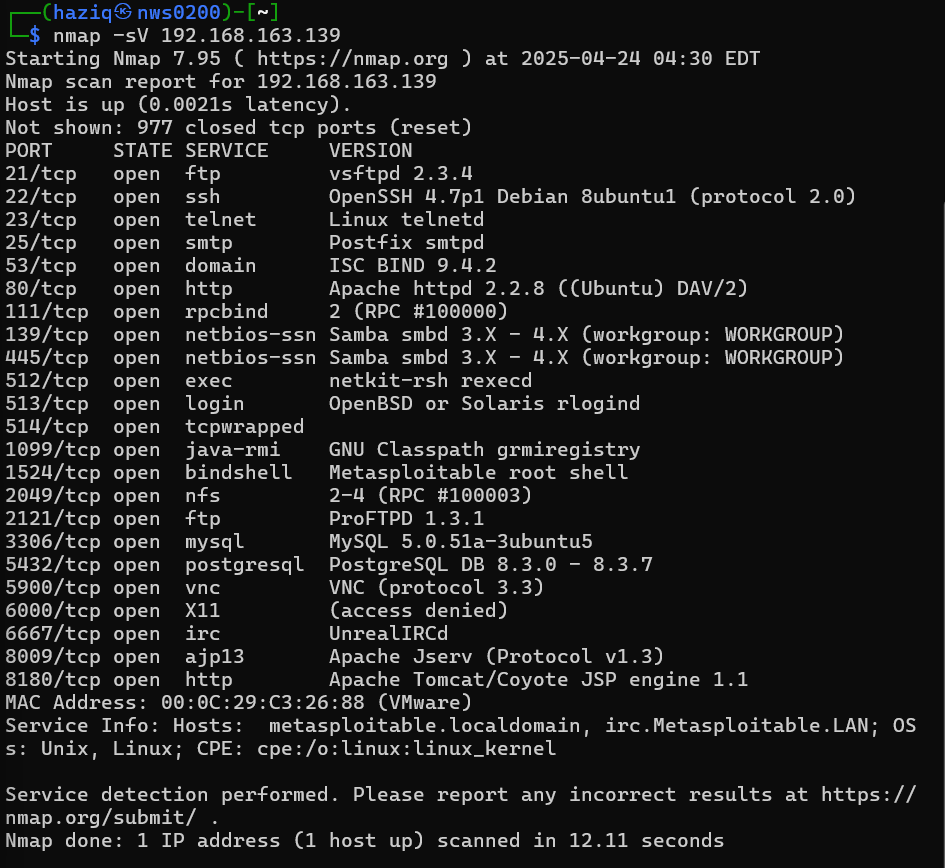 ┌──(haziq㉿nws0200)-[~]
└─$ nmap -sV 192.168.163.139
Starting Nmap 7.95 ( https://nmap.org ) at 2025-04-24 04:30 EDT
Nmap scan report for 192.168.163.139
Host is up (0.0021s latency).
Not shown: 977 closed tcp ports (reset)
PORT     STATE SERVICE     VERSION
21/tcp   open  ftp         vsftpd 2.3.4
22/tcp   open  ssh         OpenSSH 4.7p1 Debian 8ubuntu1 (protocol 2.0)
23/tcp   open  telnet      Linux telnetd
25/tcp   open  smtp        Postfix smtpd
53/tcp   open  domain      ISC BIND 9.4.2
80/tcp   open  http        Apache httpd 2.2.8 ((Ubuntu) DAV/2)
111/tcp  open  rpcbind     2 (RPC #100000)
139/tcp  open  netbios-ssn Samba smbd 3.X - 4.X (workgroup: WORKGROUP)
445/tcp  open  netbios-ssn Samba smbd 3.X - 4.X (workgroup: WORKGROUP)
512/tcp  open  exec        netkit-rsh rexecd
513/tcp  open  login       OpenBSD or Solaris rlogind
514/tcp  open  tcpwrapped
1099/tcp open  java-rmi    GNU Classpath grmiregistry
1524/tcp open  bindshell   Metasploitable root shell
2049/tcp open  nfs         2-4 (RPC #100003)
2121/tcp open  ftp         ProFTPD 1.3.1
3306/tcp open  mysql       MySQL 5.0.51a-3ubuntu5
5432/tcp open  postgresql  PostgreSQL DB 8.3.0 - 8.3.7
5900/tcp open  vnc         VNC (protocol 3.3)
6000/tcp open  X11         (access denied)
6667/tcp open  irc         UnrealIRCd
8009/tcp open  ajp13       Apache Jserv (Protocol v1.3)
8180/tcp open  http        Apache Tomcat/Coyote JSP engine 1.1
MAC Address: 00:0C:29:C3:26:88 (VMware)
Service Info: Hosts:  metasploitable.localdomain, irc.Metasploitable.LAN; OS
s: Unix, Linux; CPE: cpe:/o:linux:linux_kernel

Service detection performed. Please report any incorrect results at https://
nmap.org/submit/ .
Nmap done: 1 IP address (1 host up) scanned in 12.11 seconds